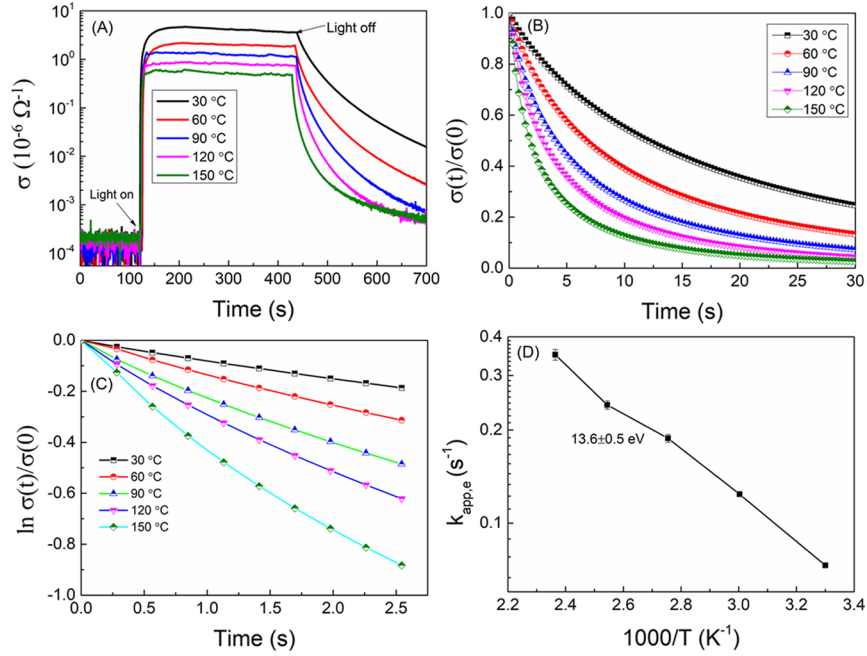 (A)
Light off
σ (10⁻⁶ Ω⁻¹)
10¹
10⁰
10⁻¹
10⁻²
10⁻³
10⁻⁴
30 °C
60 °C
90 °C
120 °C
150 °C
Light on
0 100 200 300 400 500 600 700
Time (s)
(B)
σ(t)/σ(0)
1.0
0.8
0.6
0.4
0.2
0.0
30 °C
60 °C
90 °C
120 °C
150 °C
0 5 10 15 20 25 30
Time (s)
(C)
ln σ(t)/σ(0)
0.0
-0.2
-0.4
-0.6
-0.8
-1.0
30 °C
60 °C
90 °C
120 °C
150 °C
0.0 0.5 1.0 1.5 2.0 2.5
Time (s)
(D)
k_app,e (s⁻¹)
0.4
0.3
0.2
0.1
13.6±0.5 eV
2.2 2.4 2.6 2.8 3.0 3.2 3.4
1000/T (K⁻¹)